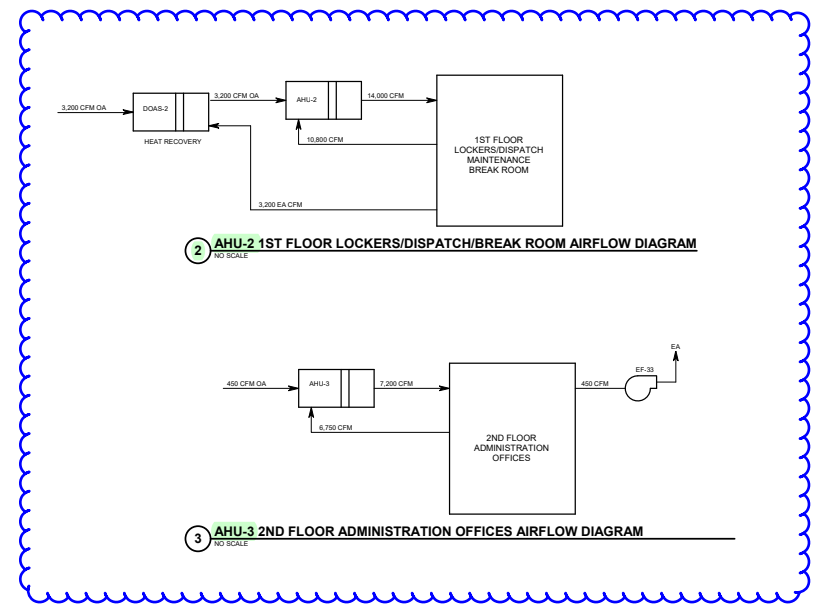 3,200 CFM OA
DOAS-2
HEAT RECOVERY
3,200 CFM OA
AHU-2
14,000 CFM
10,800 CFM
3,200 EA CFM
1ST FLOOR
LOCKERS/DISPATCH
MAINTENANCE
BREAK ROOM
2 AHU-2 1ST FLOOR LOCKERS/DISPATCH/BREAK ROOM AIRFLOW DIAGRAM
NO SCALE
450 CFM OA
AHU-3
7,200 CFM
6,750 CFM
2ND FLOOR
ADMINISTRATION
OFFICES
450 CFM
EF-33
EA
3 AHU-3 2ND FLOOR ADMINISTRATION OFFICES AIRFLOW DIAGRAM
NO SCALE